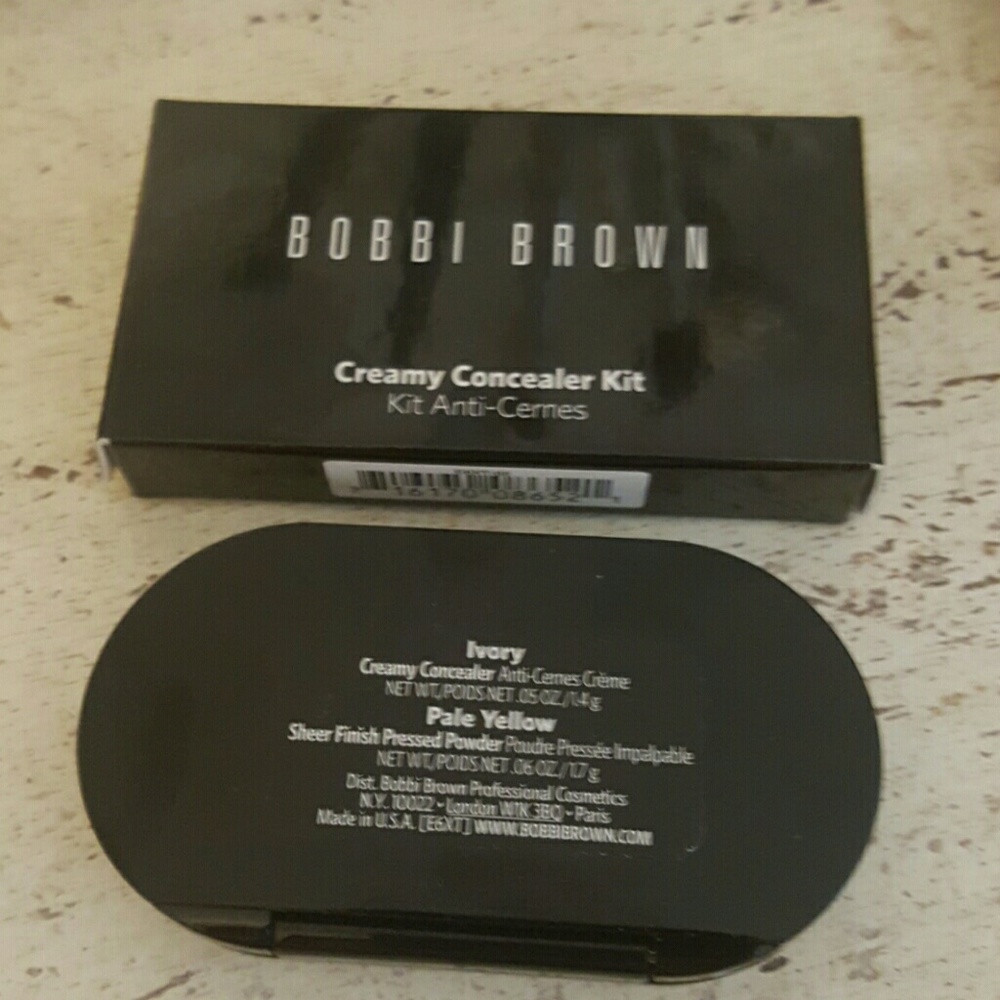 BOBBI BROWN
Creamy Concealer Kit
Kit Anti-Cernes
16170 08652
Ivory
Creamy Concealer Anti-Cernes Crème
NET WT./POIDS NET .05 OZ./1.4 g
Pale Yellow
Sheer Finish Pressed Powder Poudre Pressée Impalpable
NET WT./POIDS NET .06 OZ./1.7 g
Dist. Bobbi Brown Professional Cosmetics
N.Y. 10022 • London W1K 3BQ • Paris
Made in U.S.A. [E6XT] WWW.BOBBIBROWN.COM